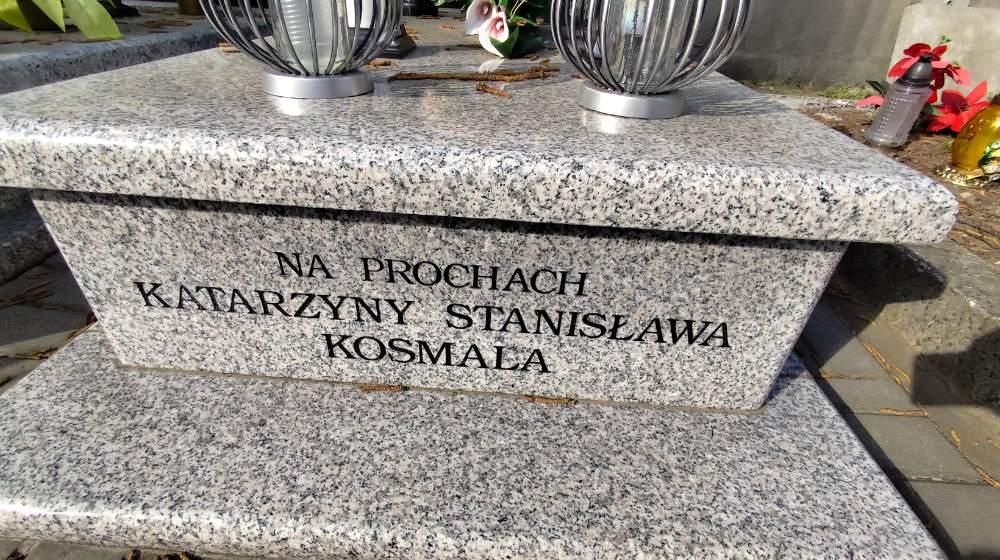 NA PROCHACH
KATARZYNY STANISŁAWA
KOSMALA